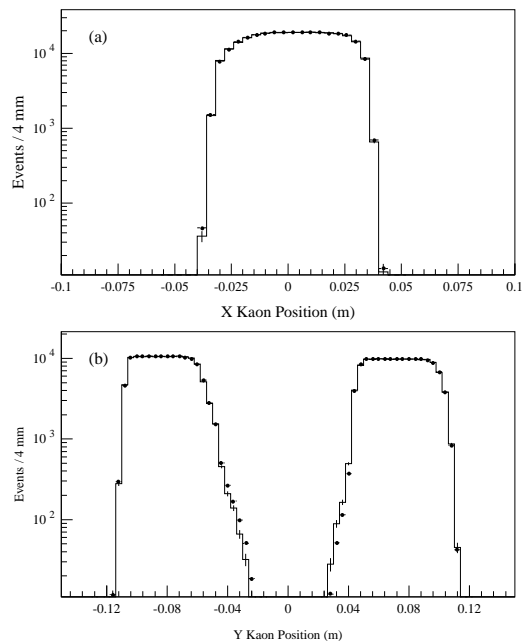 (a)
Events / 4 mm
10^4
10^3
10^2
-0.1 -0.075 -0.05 -0.025 0 0.025 0.05 0.075 0.1
X Kaon Position (m)
(b)
Events / 4 mm
10^4
10^3
10^2
-0.12 -0.08 -0.04 0 0.04 0.08 0.12
Y Kaon Position (m)